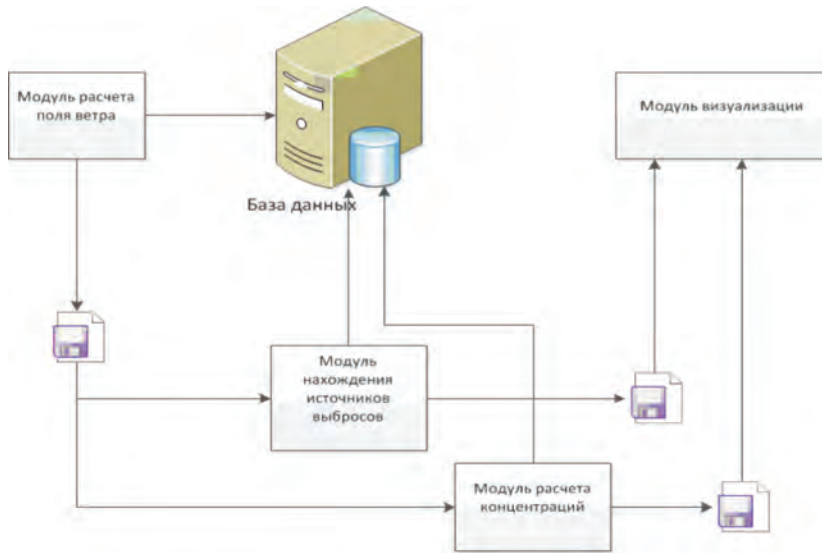 Модуль расчета
поля ветра
Модуль визуализации
База данных
Модуль
нахождения
источников
выбросов
Модуль расчета
концентраций